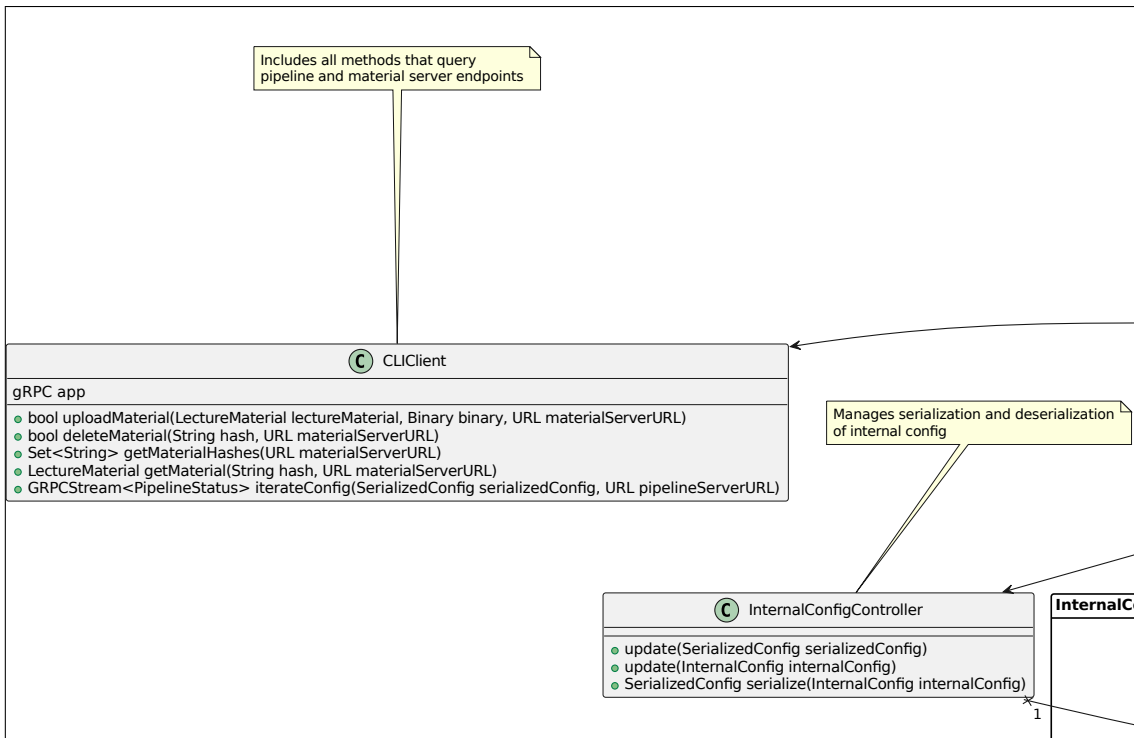 Includes all methods that query
pipeline and material server endpoints
C CLIClient
gRPC app
bool uploadMaterial(LectureMaterial lectureMaterial, Binary binary, URL materialServerURL)
bool deleteMaterial(String hash, URL materialServerURL)
Set<String> getMaterialHashes(URL materialServerURL)
LectureMaterial getMaterial(String hash, URL materialServerURL)
GRPCStream<PipelineStatus> iterateConfig(SerializedConfig serializedConfig, URL pipelineServerURL)
Manages serialization and deserialization
of internal config
C InternalConfigController
update(SerializedConfig serializedConfig)
update(InternalConfig internalConfig)
SerializedConfig serialize(InternalConfig internalConfig)
1